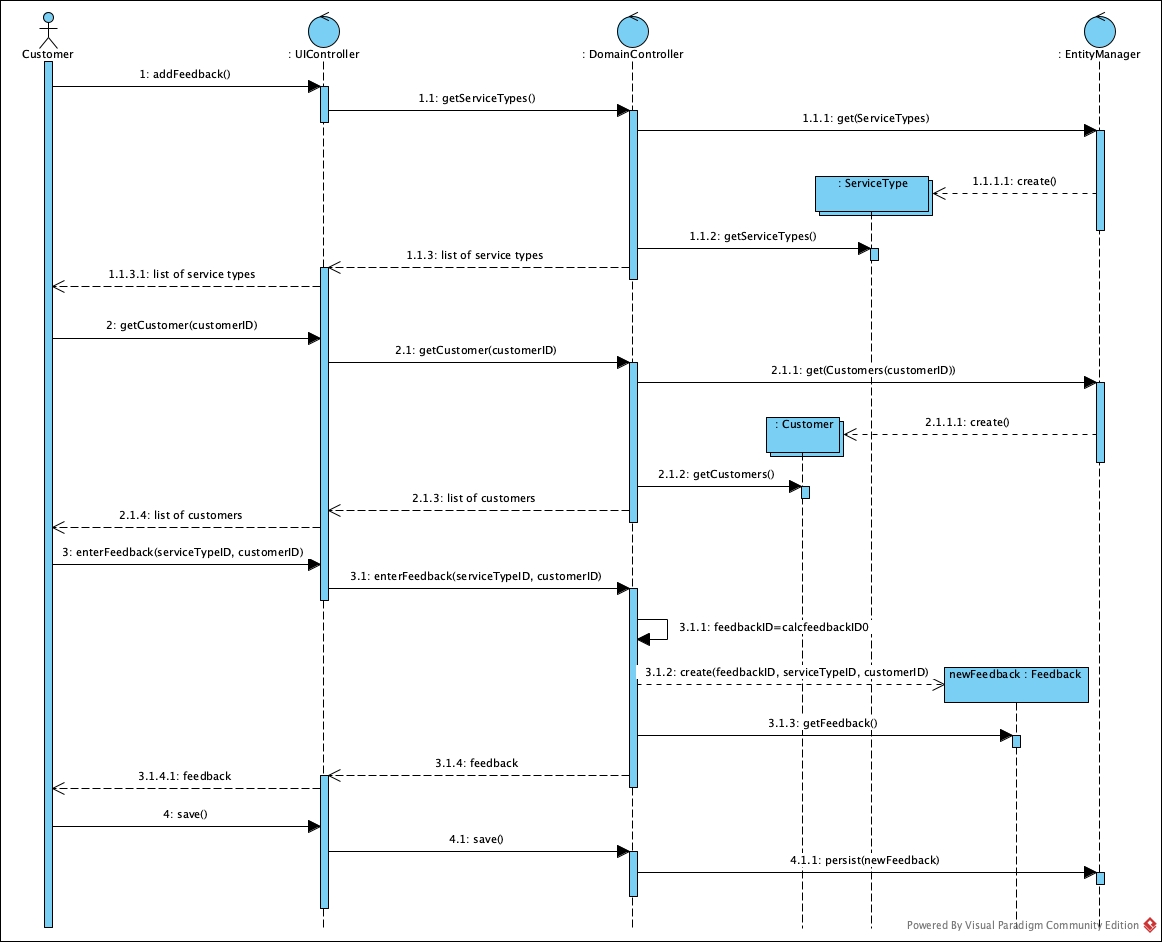 Customer
: UIController
: DomainController
: EntityManager
1: addFeedback()
1.1: getServiceTypes()
1.1.1: get(ServiceTypes)
: ServiceType
1.1.1.1: create()
1.1.2: getServiceTypes()
1.1.3: list of service types
1.1.3.1: list of service types
2: getCustomer(customerID)
2.1: getCustomer(customerID)
2.1.1: get(Customers(customerID))
: Customer
2.1.1.1: create()
2.1.2: getCustomers()
2.1.3: list of customers
2.1.4: list of customers
3: enterFeedback(serviceTypeID, customerID)
3.1: enterFeedback(serviceTypeID, customerID)
3.1.1: feedbackID=calcfeedbackID0
3.1.2: create(feedbackID, serviceTypeID, customerID)
newFeedback : Feedback
3.1.3: getFeedback()
3.1.4: feedback
3.1.4.1: feedback
4: save()
4.1: save()
4.1.1: persist(newFeedback)
Powered By Visual Paradigm Community Edition